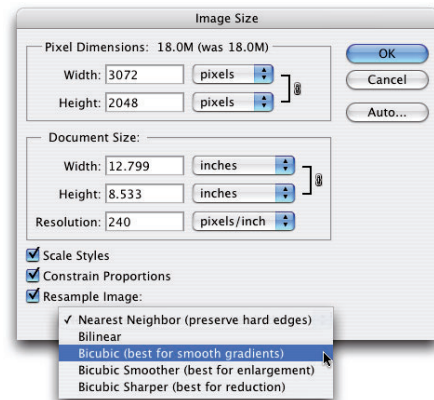 Image Size
Pixel Dimensions: 18.0M (was 18.0M)
Width: 3072 pixels
Height: 2048 pixels
OK
Cancel
Auto...
Document Size:
Width: 12.799 inches
Height: 8.533 inches
Resolution: 240 pixels/inch
Scale Styles
Constrain Proportions
Resample Image:
✓ Nearest Neighbor (preserve hard edges)
Bilinear
Bicubic (best for smooth gradients)
Bicubic Smoother (best for enlargement)
Bicubic Sharper (best for reduction)